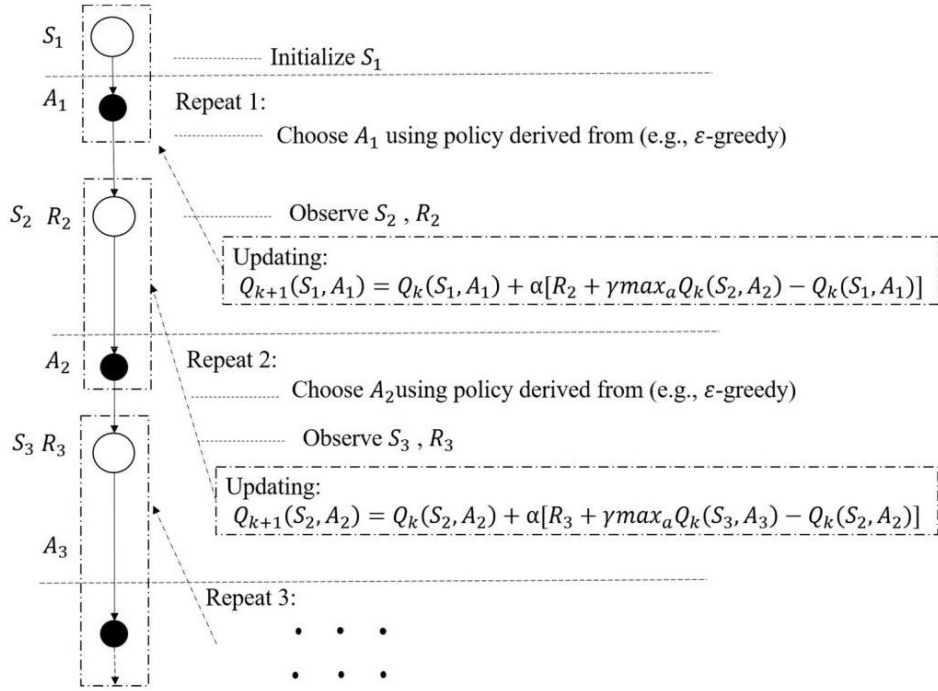 S₁
Initialize S₁
A₁ Repeat 1:
Choose A₁ using policy derived from (e.g., ε-greedy)
S₂ R₂ Observe S₂ , R₂
Updating:
Qₖ₊₁(S₁, A₁) = Qₖ(S₁, A₁) + α[R₂ + γmaxₐQₖ(S₂, A₂) − Qₖ(S₁, A₁)]
A₂ Repeat 2:
Choose A₂using policy derived from (e.g., ε-greedy)
S₃ R₃ Observe S₃ , R₃
Updating:
Qₖ₊₁(S₂, A₂) = Qₖ(S₂, A₂) + α[R₃ + γmaxₐQₖ(S₃, A₃) − Qₖ(S₂, A₂)]
A₃
Repeat 3:
. . .
. . .